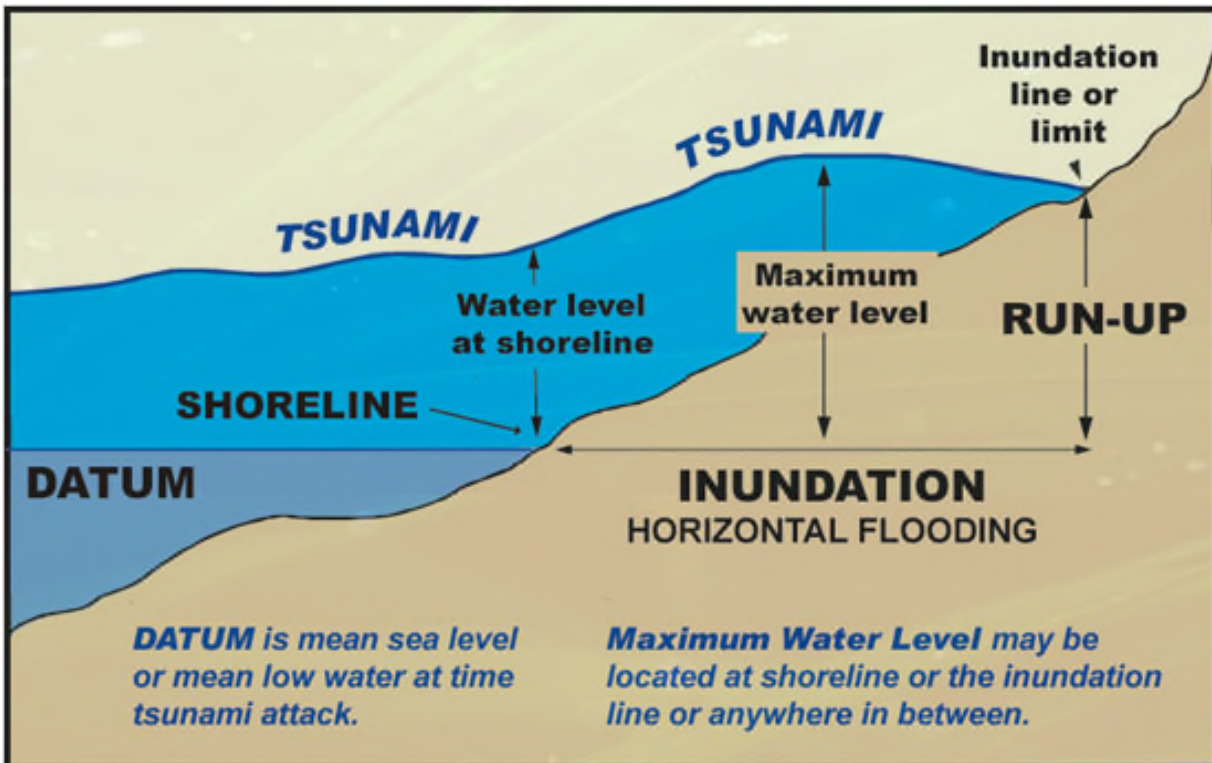 Inundation
line or
limit
TSUNAMI
TSUNAMI
Water level
at shoreline
Maximum
water level
RUN-UP
SHORELINE
DATUM
INUNDATION
HORIZONTAL FLOODING
DATUM is mean sea level
or mean low water at time
tsunami attack.
Maximum Water Level may be
located at shoreline or the inundation
line or anywhere in between.